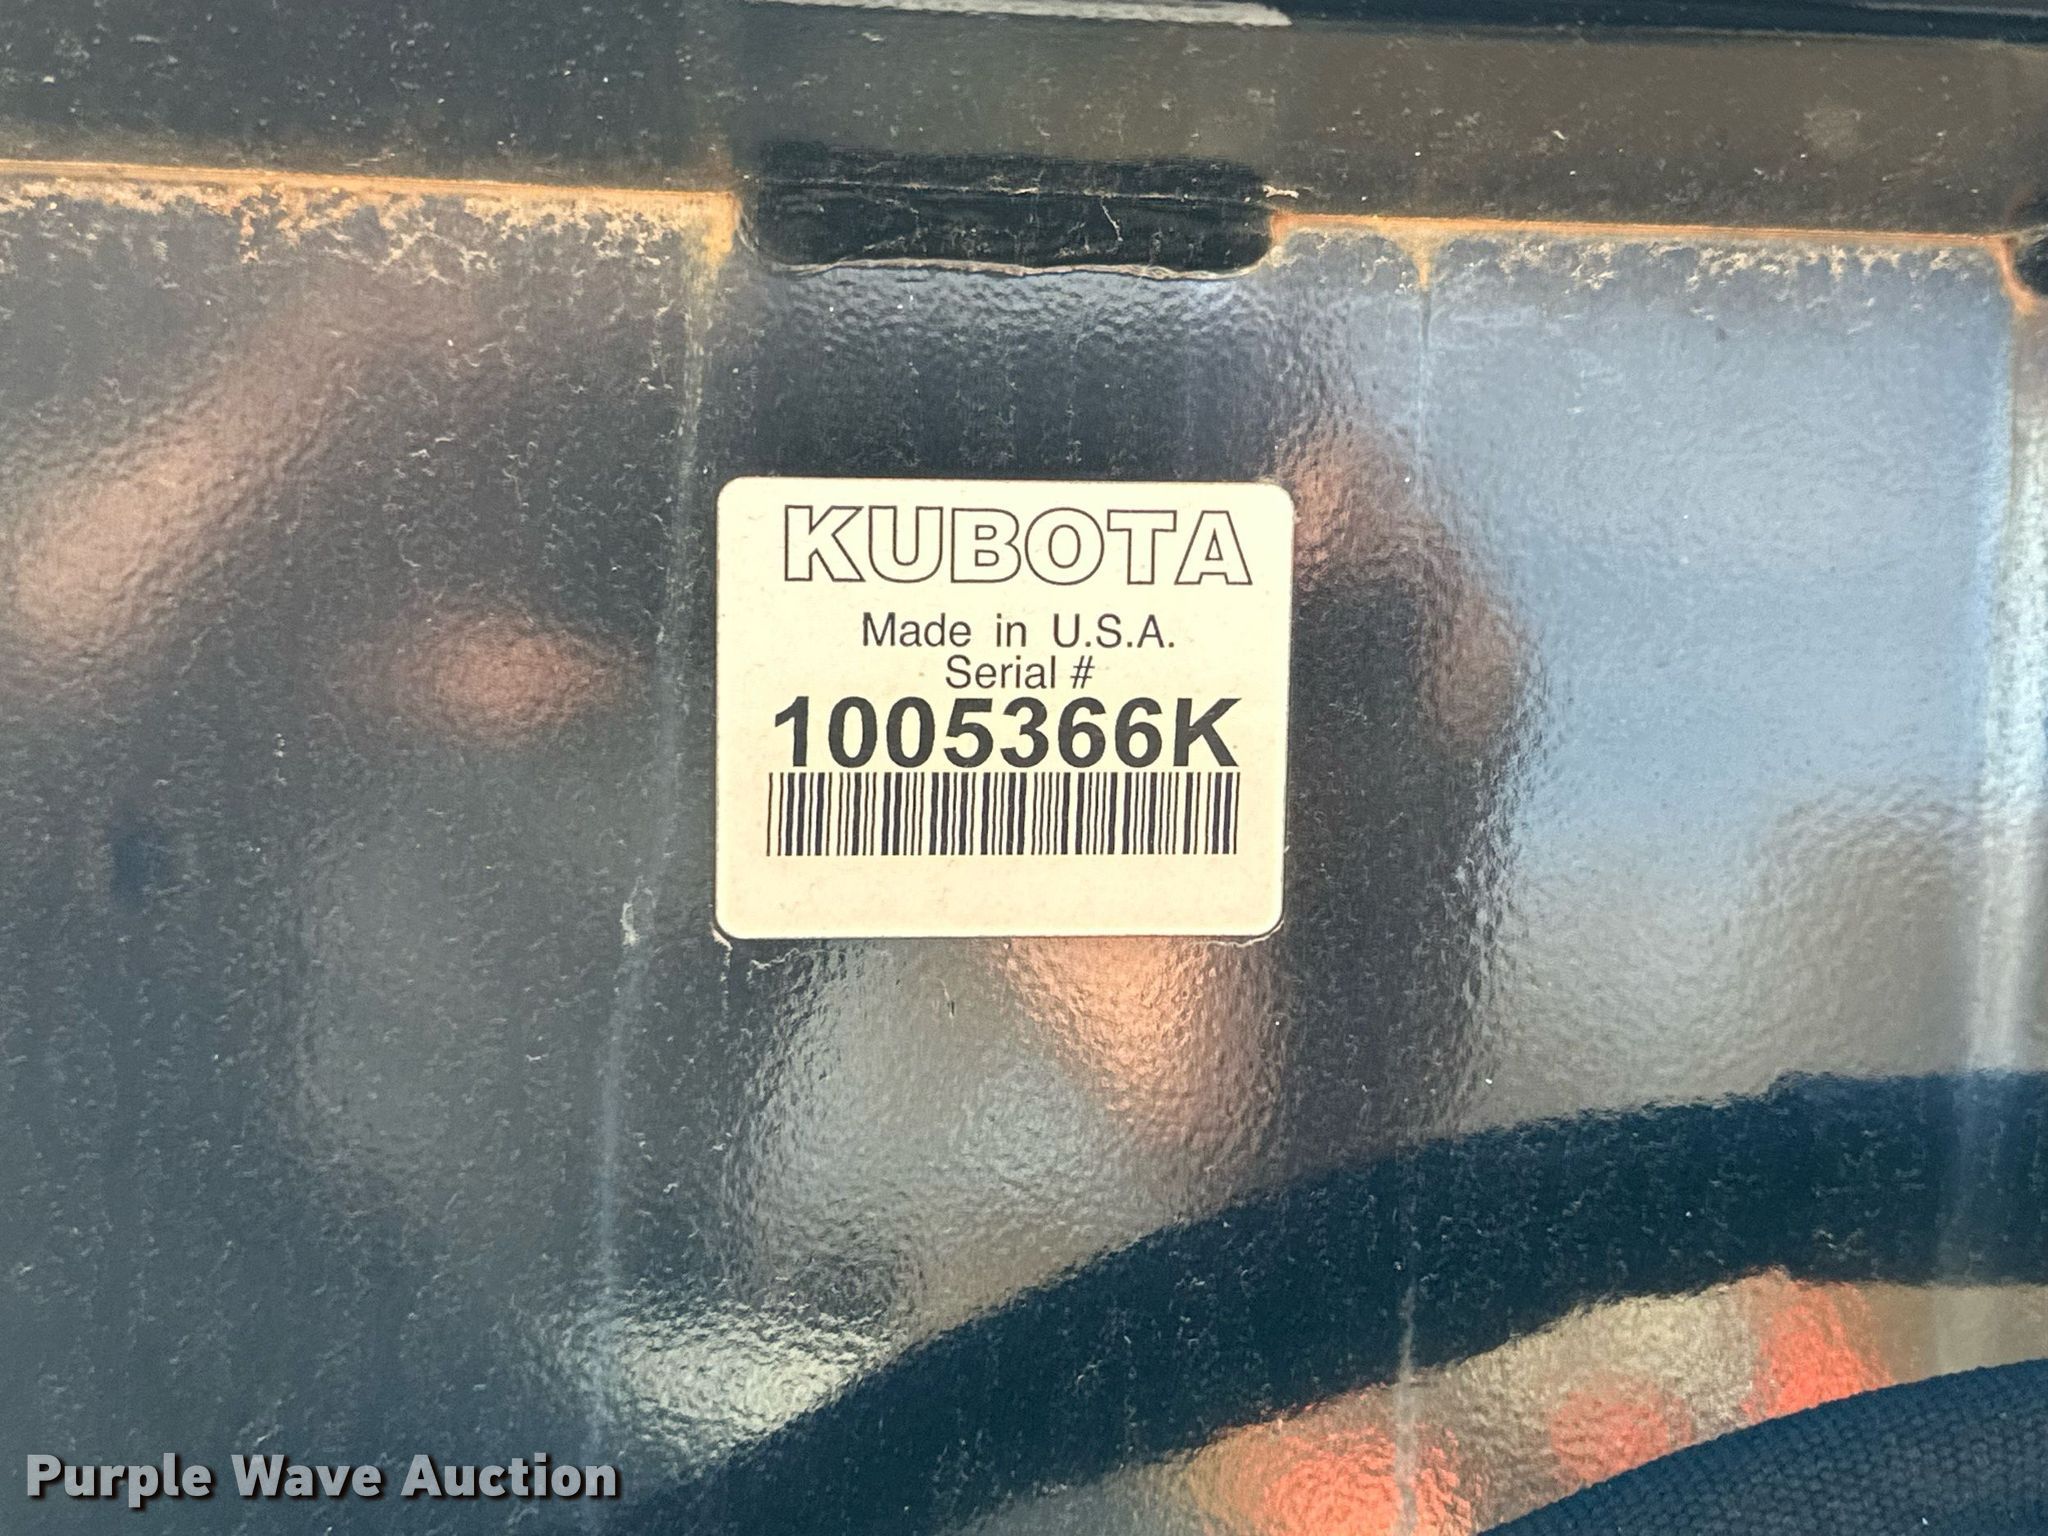 KUBOTA
Made in U.S.A.
Serial #
1005366K
Purple Wave Auction